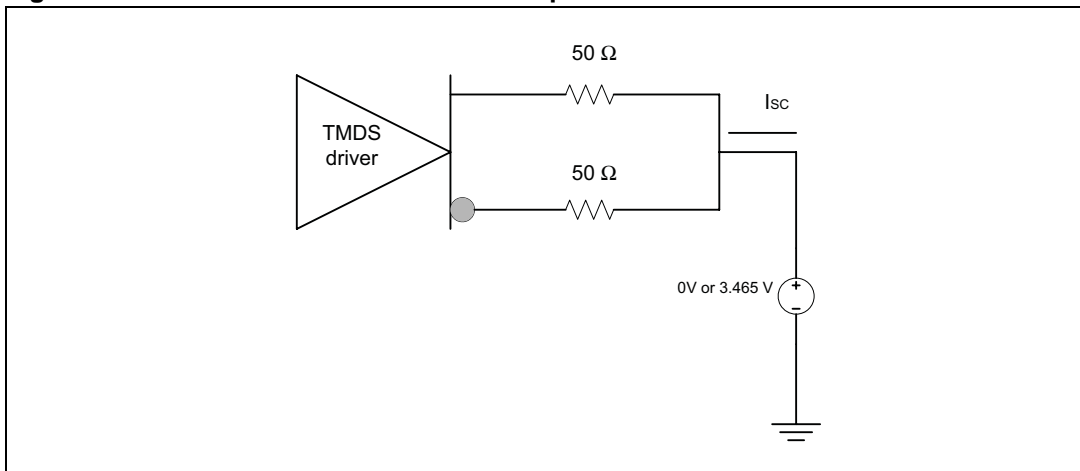 50 Ω
ISC
TMDS
driver
50 Ω
0V or 3.465 V
+
–